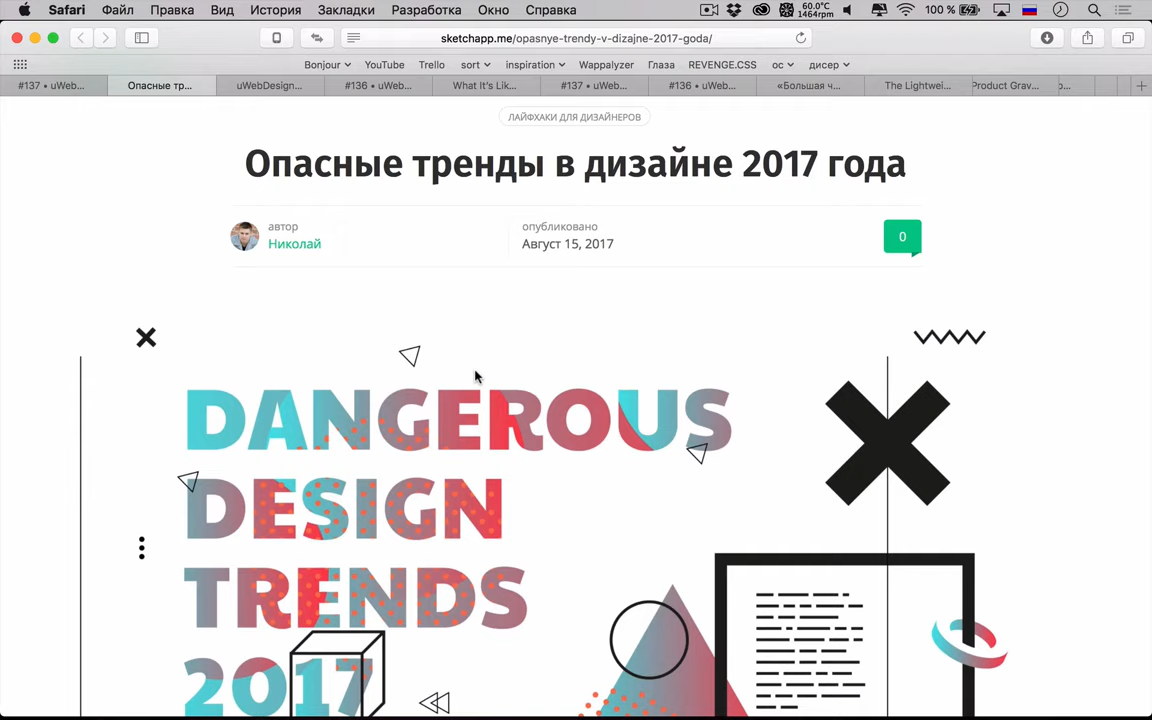 Safari Файл Правка Вид История Закладки Разработка Окно Справка 60.0°C 1464rpm 100 %
sketchapp.me/opasnye-trendy-v-dizajne-2017-goda/
Bonjour YouTube Trello sort inspiration Wappalyzer Глаза REVENGE.CSS ос дисер
#137 • uWeb... Опасные тр... uWebDesign... #136 • uWeb... What It's Lik... #137 • uWeb... #136 • uWeb... «Большая ч... The Lightwei... Product Grav...
ЛАЙФХАКИ ДЛЯ ДИЗАЙНЕРОВ
Опасные тренды в дизайне 2017 года
автор
Николай
опубликовано
Август 15, 2017
0
DANGEROUS
DESIGN
TRENDS
2017